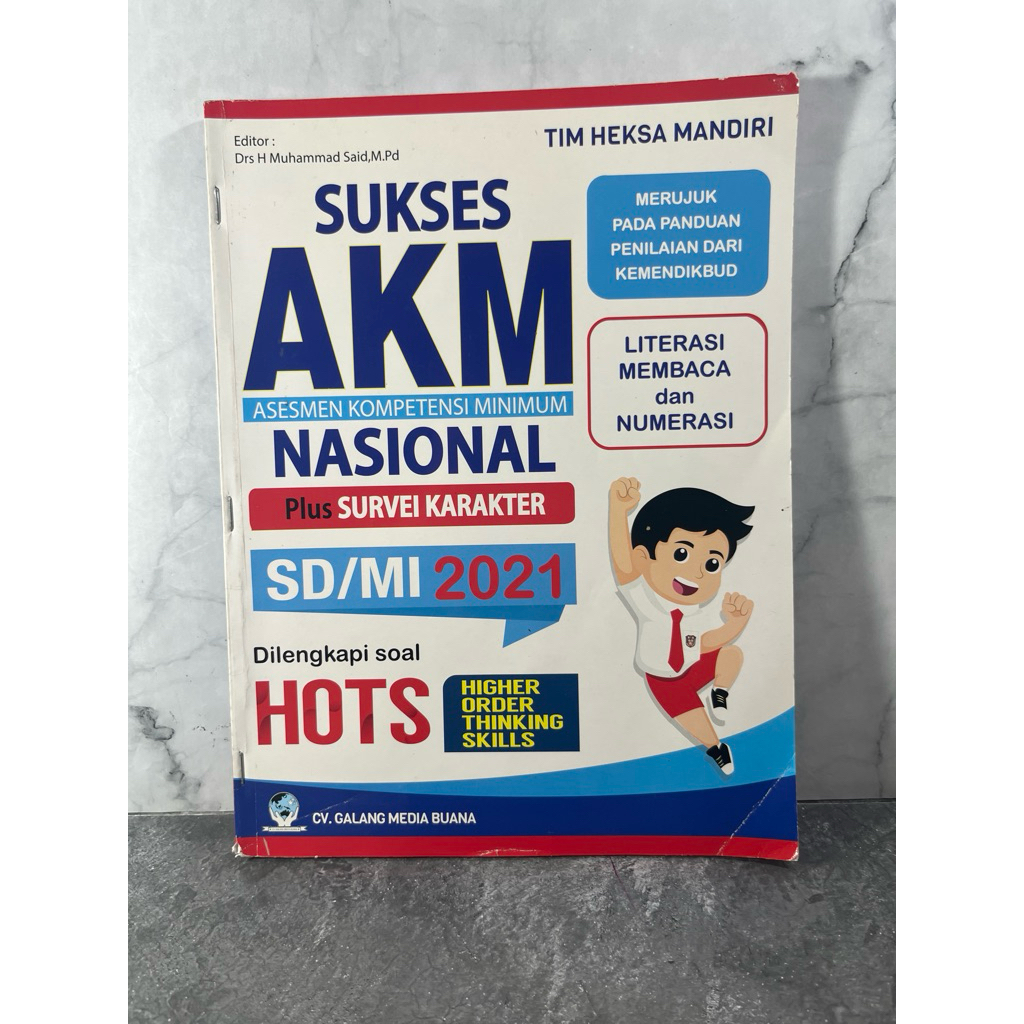 Editor :
Drs H Muhammad Said,M.Pd
TIM HEKSA MANDIRI
SUKSES
AKM
ASESMEN KOMPETENSI MINIMUM
NASIONAL
Plus SURVEI KARAKTER
SD/MI 2021
Dilengkapi soal
HOTS
HIGHER
ORDER
THINKING
SKILLS
MERUJUK
PADA PANDUAN
PENILAIAN DARI
KEMENDIKBUD
LITERASI
MEMBACA
dan
NUMERASI
CV. GALANG MEDIA BUANA